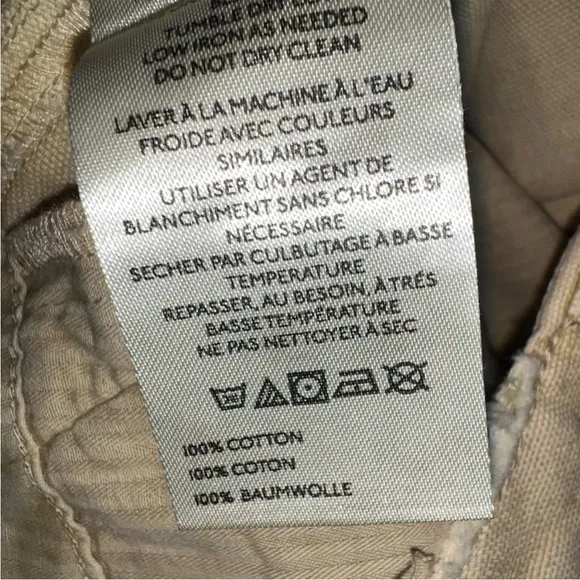 TUMBLE DRY LO
LOW IRON AS NEEDED
DO NOT DRY CLEAN
LAVER À LA MACHINE À L'EAU
FROIDE AVEC COULEURS
SIMILAIRES
UTILISER UN AGENT DE
BLANCHIMENT SANS CHLORE SI
NÉCESSAIRE
SECHER PAR CULBUTAGE À BASSE
TEMPERATURE
REPASSER, AU BESOIN, À TRÉS
BASSE TEMPÉRATURE
NE PAS NETTOYER À SEC
100% COTTON
100% COTON
100% BAUMWOLLE